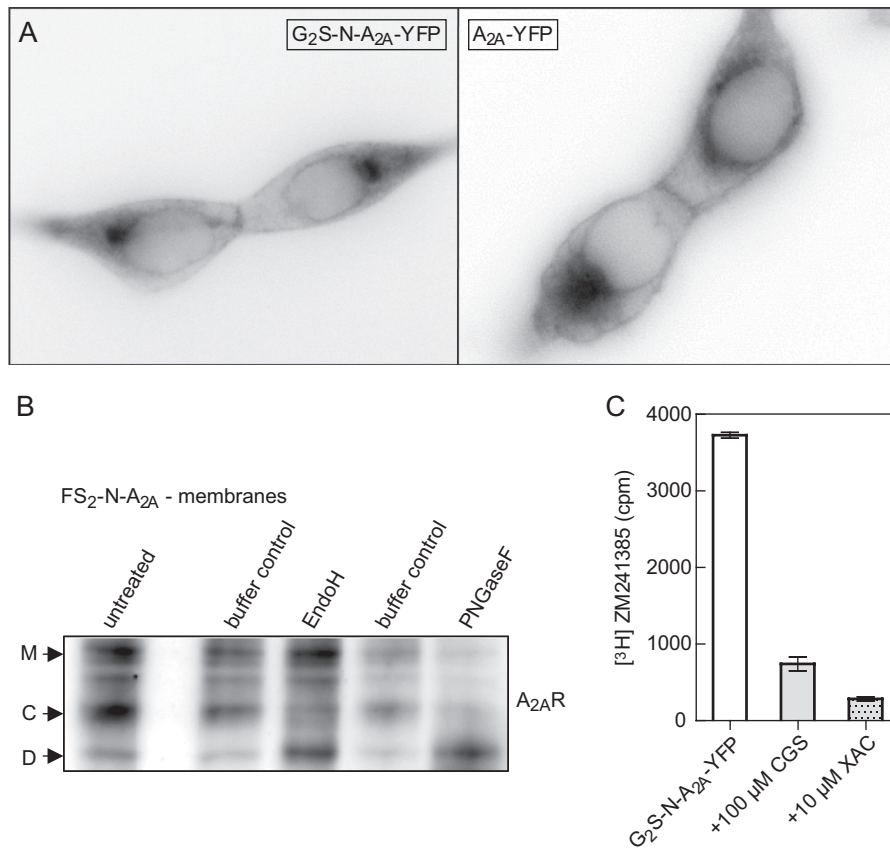 A
G₂S-N-A₂A-YFP
A₂A-YFP
B
FS₂-N-A₂A - membranes
untreated
buffer control
EndoH
buffer control
PNGaseF
M
C
D
A₂AR
C
[³H] ZM241385 (cpm)
4000
3000
2000
1000
0
G₂S-N-A₂A-YFP
+100 µM CGS
+10 µM XAC